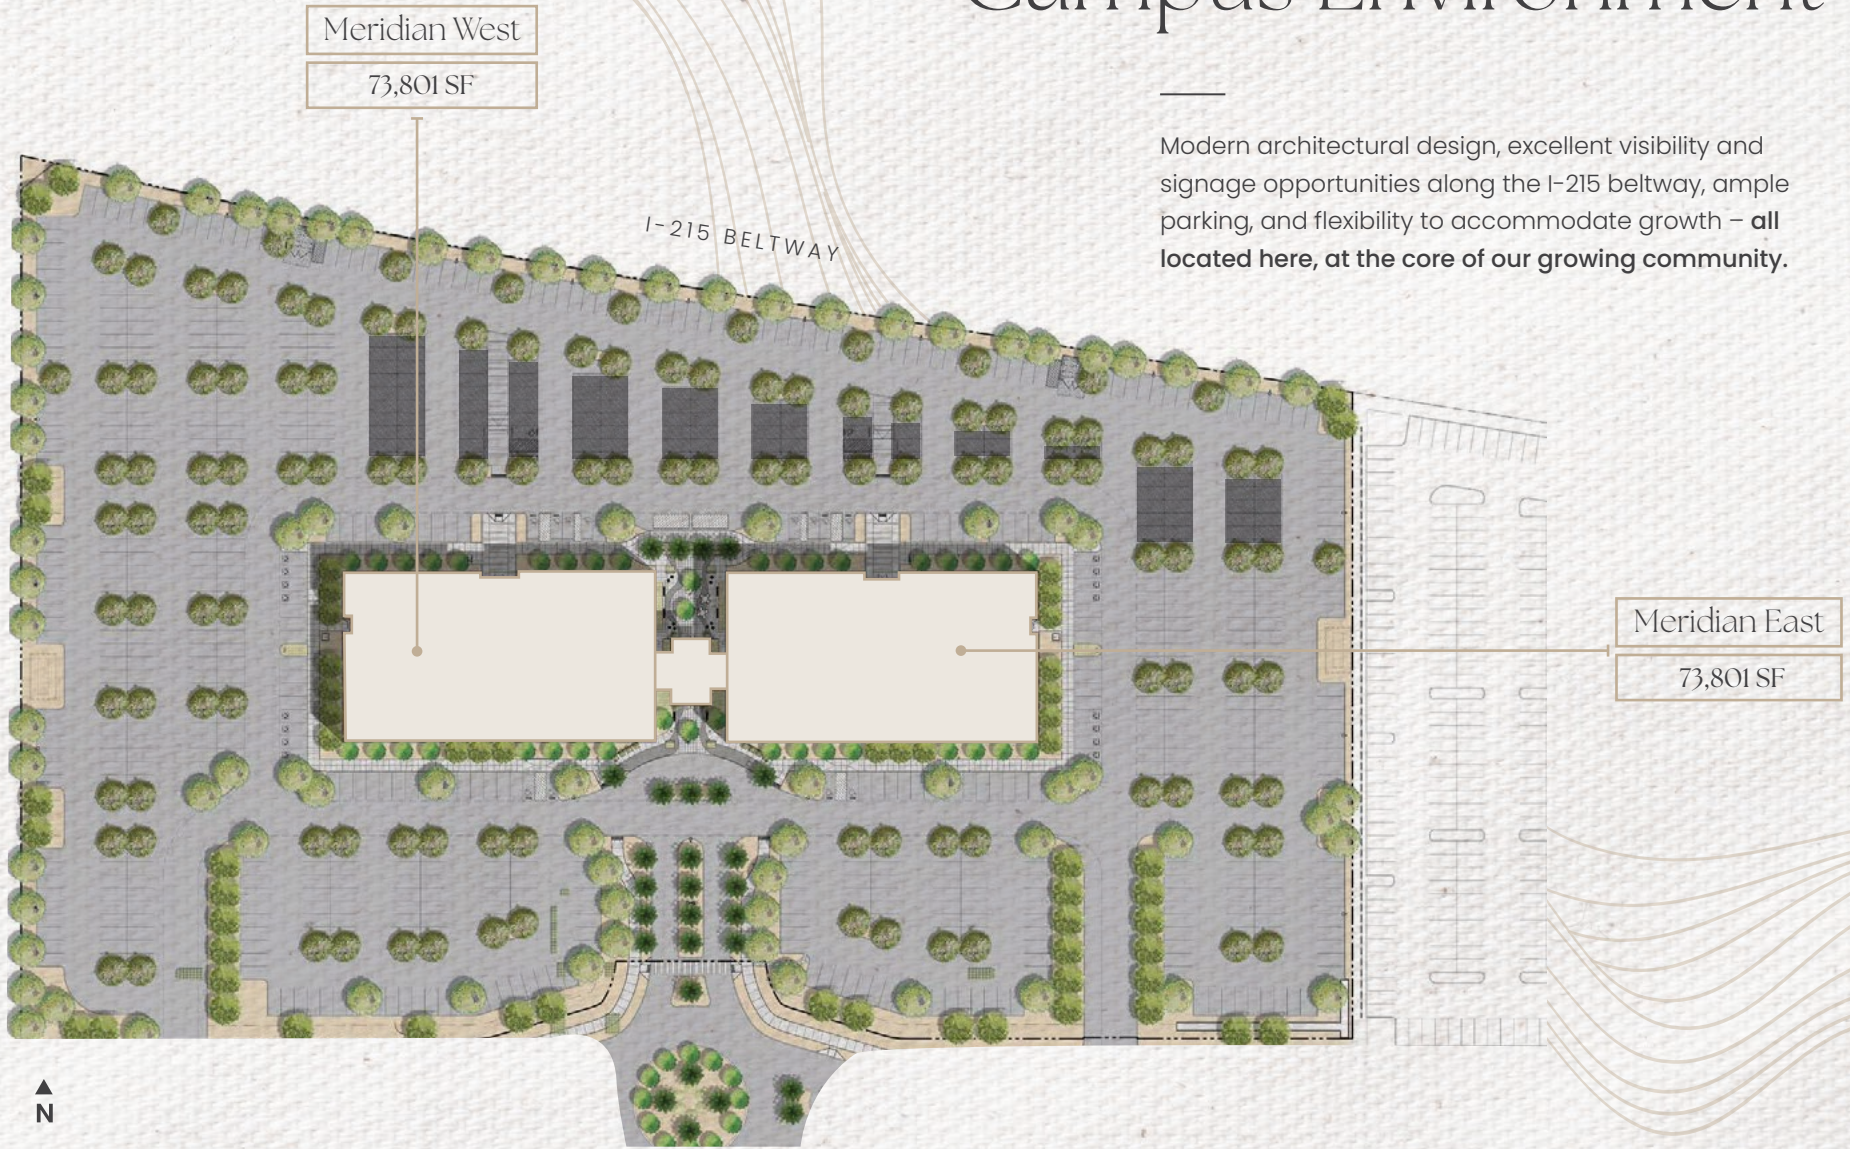 Campus Environment
Meridian West
73,801 SF
Modern architectural design, excellent visibility and
signage opportunities along the I-215 beltway, ample
parking, and flexibility to accommodate growth – all
located here, at the core of our growing community.
I-215 BELTWAY
Meridian East
73,801 SF
N